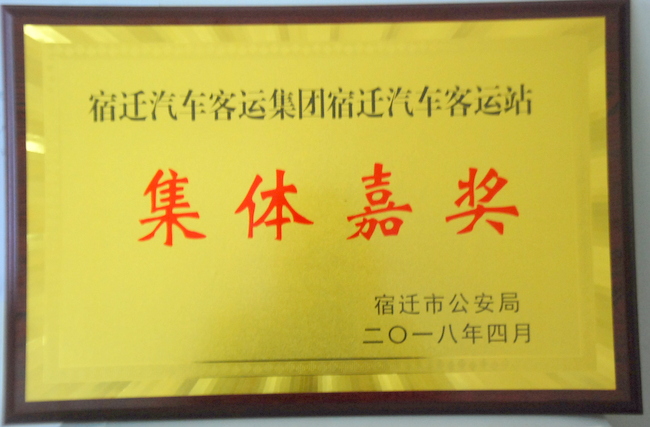 宿迁汽车客运集团宿迁汽车客运站
集体嘉奖
宿迁市公安局
二〇一八年四月